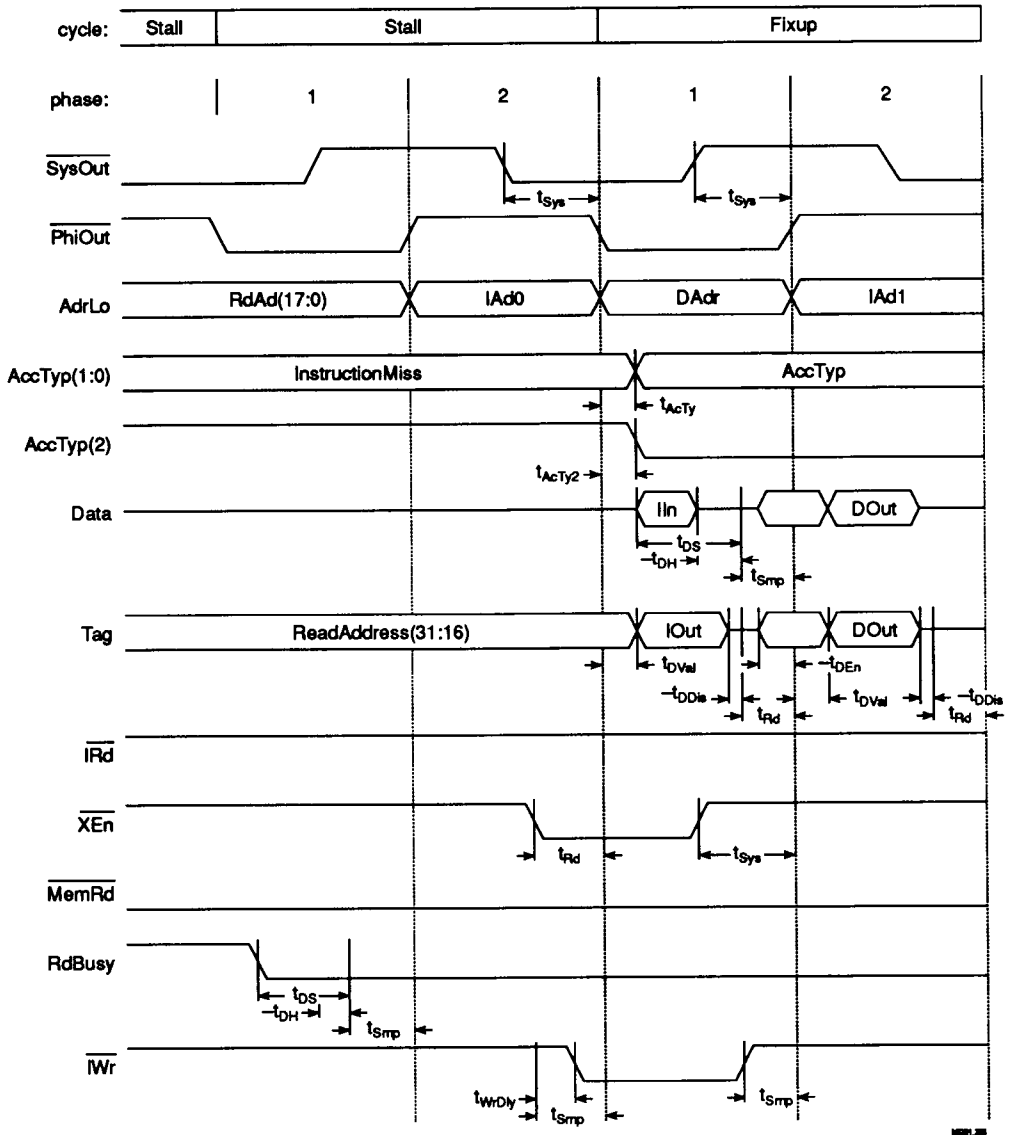 cycle: Stall Stall Fixup
phase: 1 2 1 2
SysOut
tSys tSys
PhiOut
AdrLo RdAd(17:0) IAd0 DAdr IAd1
AccTyp(1:0) InstructionMiss AccTyp
tAcTy
AccTyp(2)
tAcTy2
Data IIn DOut
tDS
–tDH
tSmp
Tag ReadAddress(31:16) IOut DOut
tDVal –tDEn
–tDDis tDVal –tDDis
tRd tRd
IRd
XEn
tRd tSys
MemRd
RdBusy
tDS
–tDH
tSmp
IWr
tWrDly tSmp
tSmp